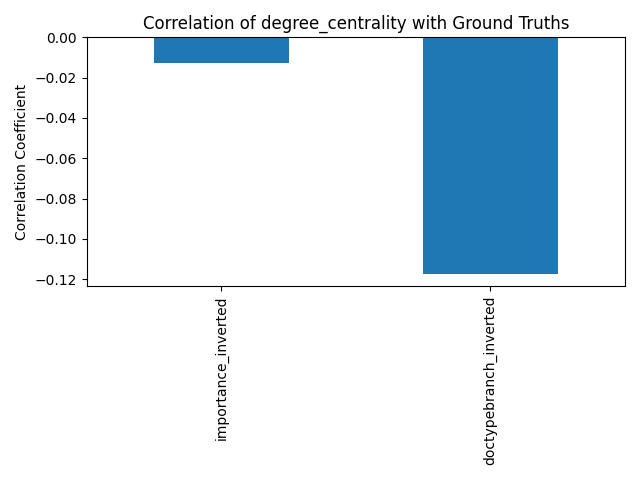 Correlation of degree_centrality with Ground Truths
Correlation Coefficient
0.00
−0.02
−0.04
−0.06
−0.08
−0.10
−0.12
importance_inverted
doctypebranch_inverted